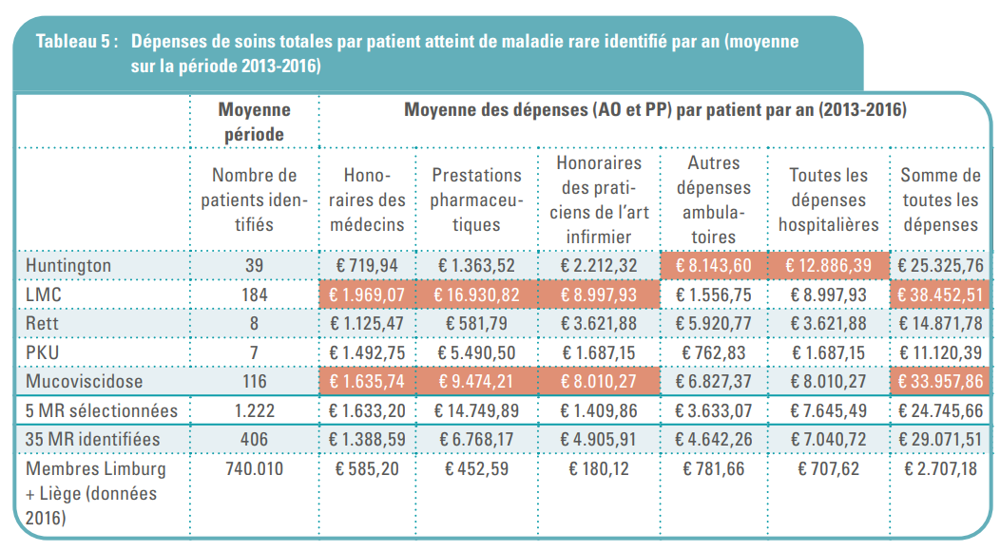 Tableau 5 : Dépenses de soins totales par patient atteint de maladie rare identifié par an (moyenne
sur la période 2013-2016)
Moyenne
période
Moyenne des dépenses (AO et PP) par patient par an (2013-2016)
Nombre de
patients iden-
tifiés
Hono-
raires des
médecins
Prestations
pharmaceu-
tiques
Honoraires
des prati-
ciens de l’art
infirmier
Autres
dépenses
ambula-
toires
Toutes les
dépenses
hospitalières
Somme de
toutes les
dépenses
Huntington 39 € 719,94 € 1.363,52 € 2.212,32 € 8.143,60 € 12.886,39 € 25.325,76
LMC 184 € 1.969,07 € 16.930,82 € 8.997,93 € 1.556,75 € 8.997,93 € 38.452,51
Rett 8 € 1.125,47 € 581,79 € 3.621,88 € 5.920,77 € 3.621,88 € 14.871,78
PKU 7 € 1.492,75 € 5.490,50 € 1.687,15 € 762,83 € 1.687,15 € 11.120,39
Mucoviscidose 116 € 1.635,74 € 9.474,21 € 8.010,27 € 6.827,37 € 8.010,27 € 33.957,86
5 MR sélectionnées 1.222 € 1.633,20 € 14.749,89 € 1.409,86 € 3.633,07 € 7.645,49 € 24.745,66
35 MR identifiées 406 € 1.388,59 € 6.768,17 € 4.905,91 € 4.642,26 € 7.040,72 € 29.071,51
Membres Limburg 740.010 € 585,20 € 452,59 € 180,12 € 781,66 € 707,62 € 2.707,18
+ Liège (données
2016)